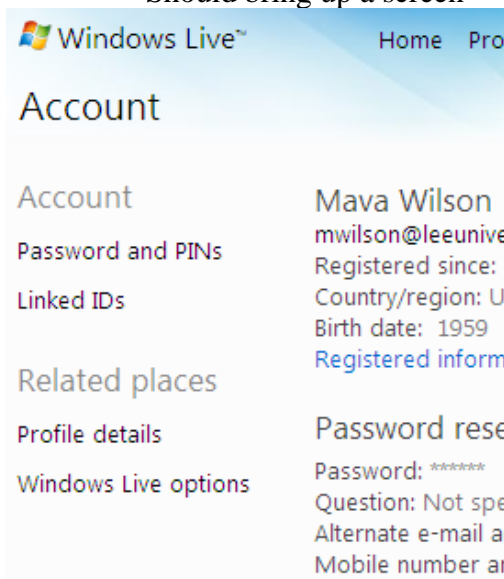 Should bring up a screen
Windows Live™ Home Pro
Account
Account
Password and PINs
Linked IDs
Related places
Profile details
Windows Live options
Mava Wilson
mwilson@leeunive
Registered since:
Country/region: U
Birth date: 1959
Registered inform
Password rese
Password: ******
Question: Not spe
Alternate e-mail a
Mobile number an